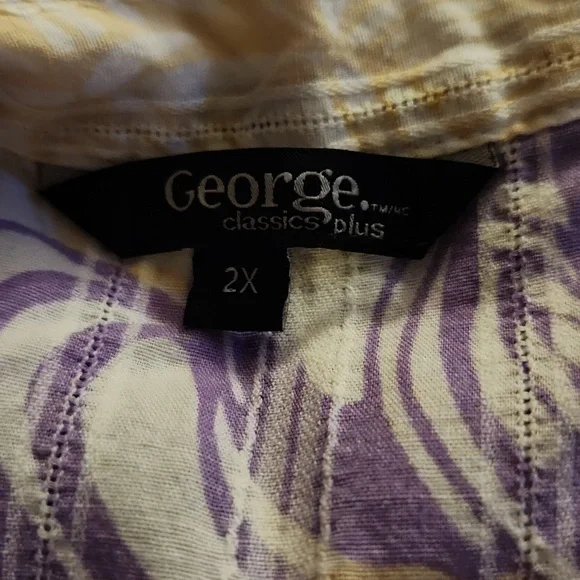 George.™/MC
classics plus
2X